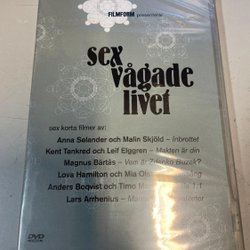 FILMFORM presenterar
sex
vågade
livet
sex korta filmer av:
Anna Selander och Malin Skjöld – Inbrottet
Kent Tankred och Leif Elggren – Makten är din
Magnus Bärtås – Vem är Zdenko Buzek?
Lova Hamilton och Mia
Anders Boqvist och Timo 1:1
Lars Arrhenius –
DVD